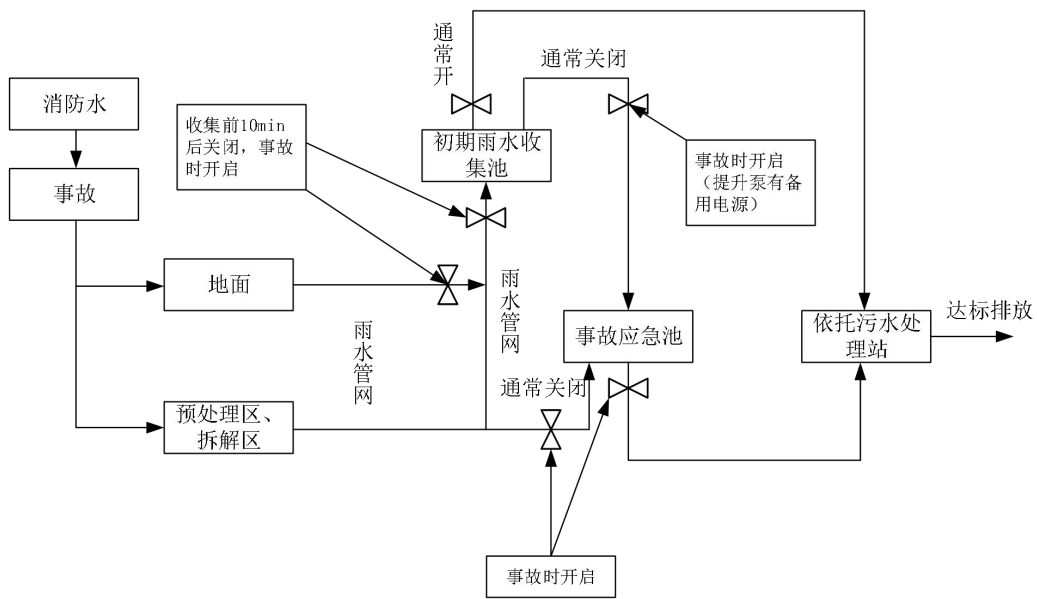 通常开
通常关闭
消防水
收集前10min
后关闭，事故
时开启
初期雨水收
集池
事故时开启
（提升泵有备
用电源）
事故
地面
雨水管网
雨水管网
事故应急池
依托污水处
理站
达标排放
通常关闭
预处理区、
拆解区
事故时开启